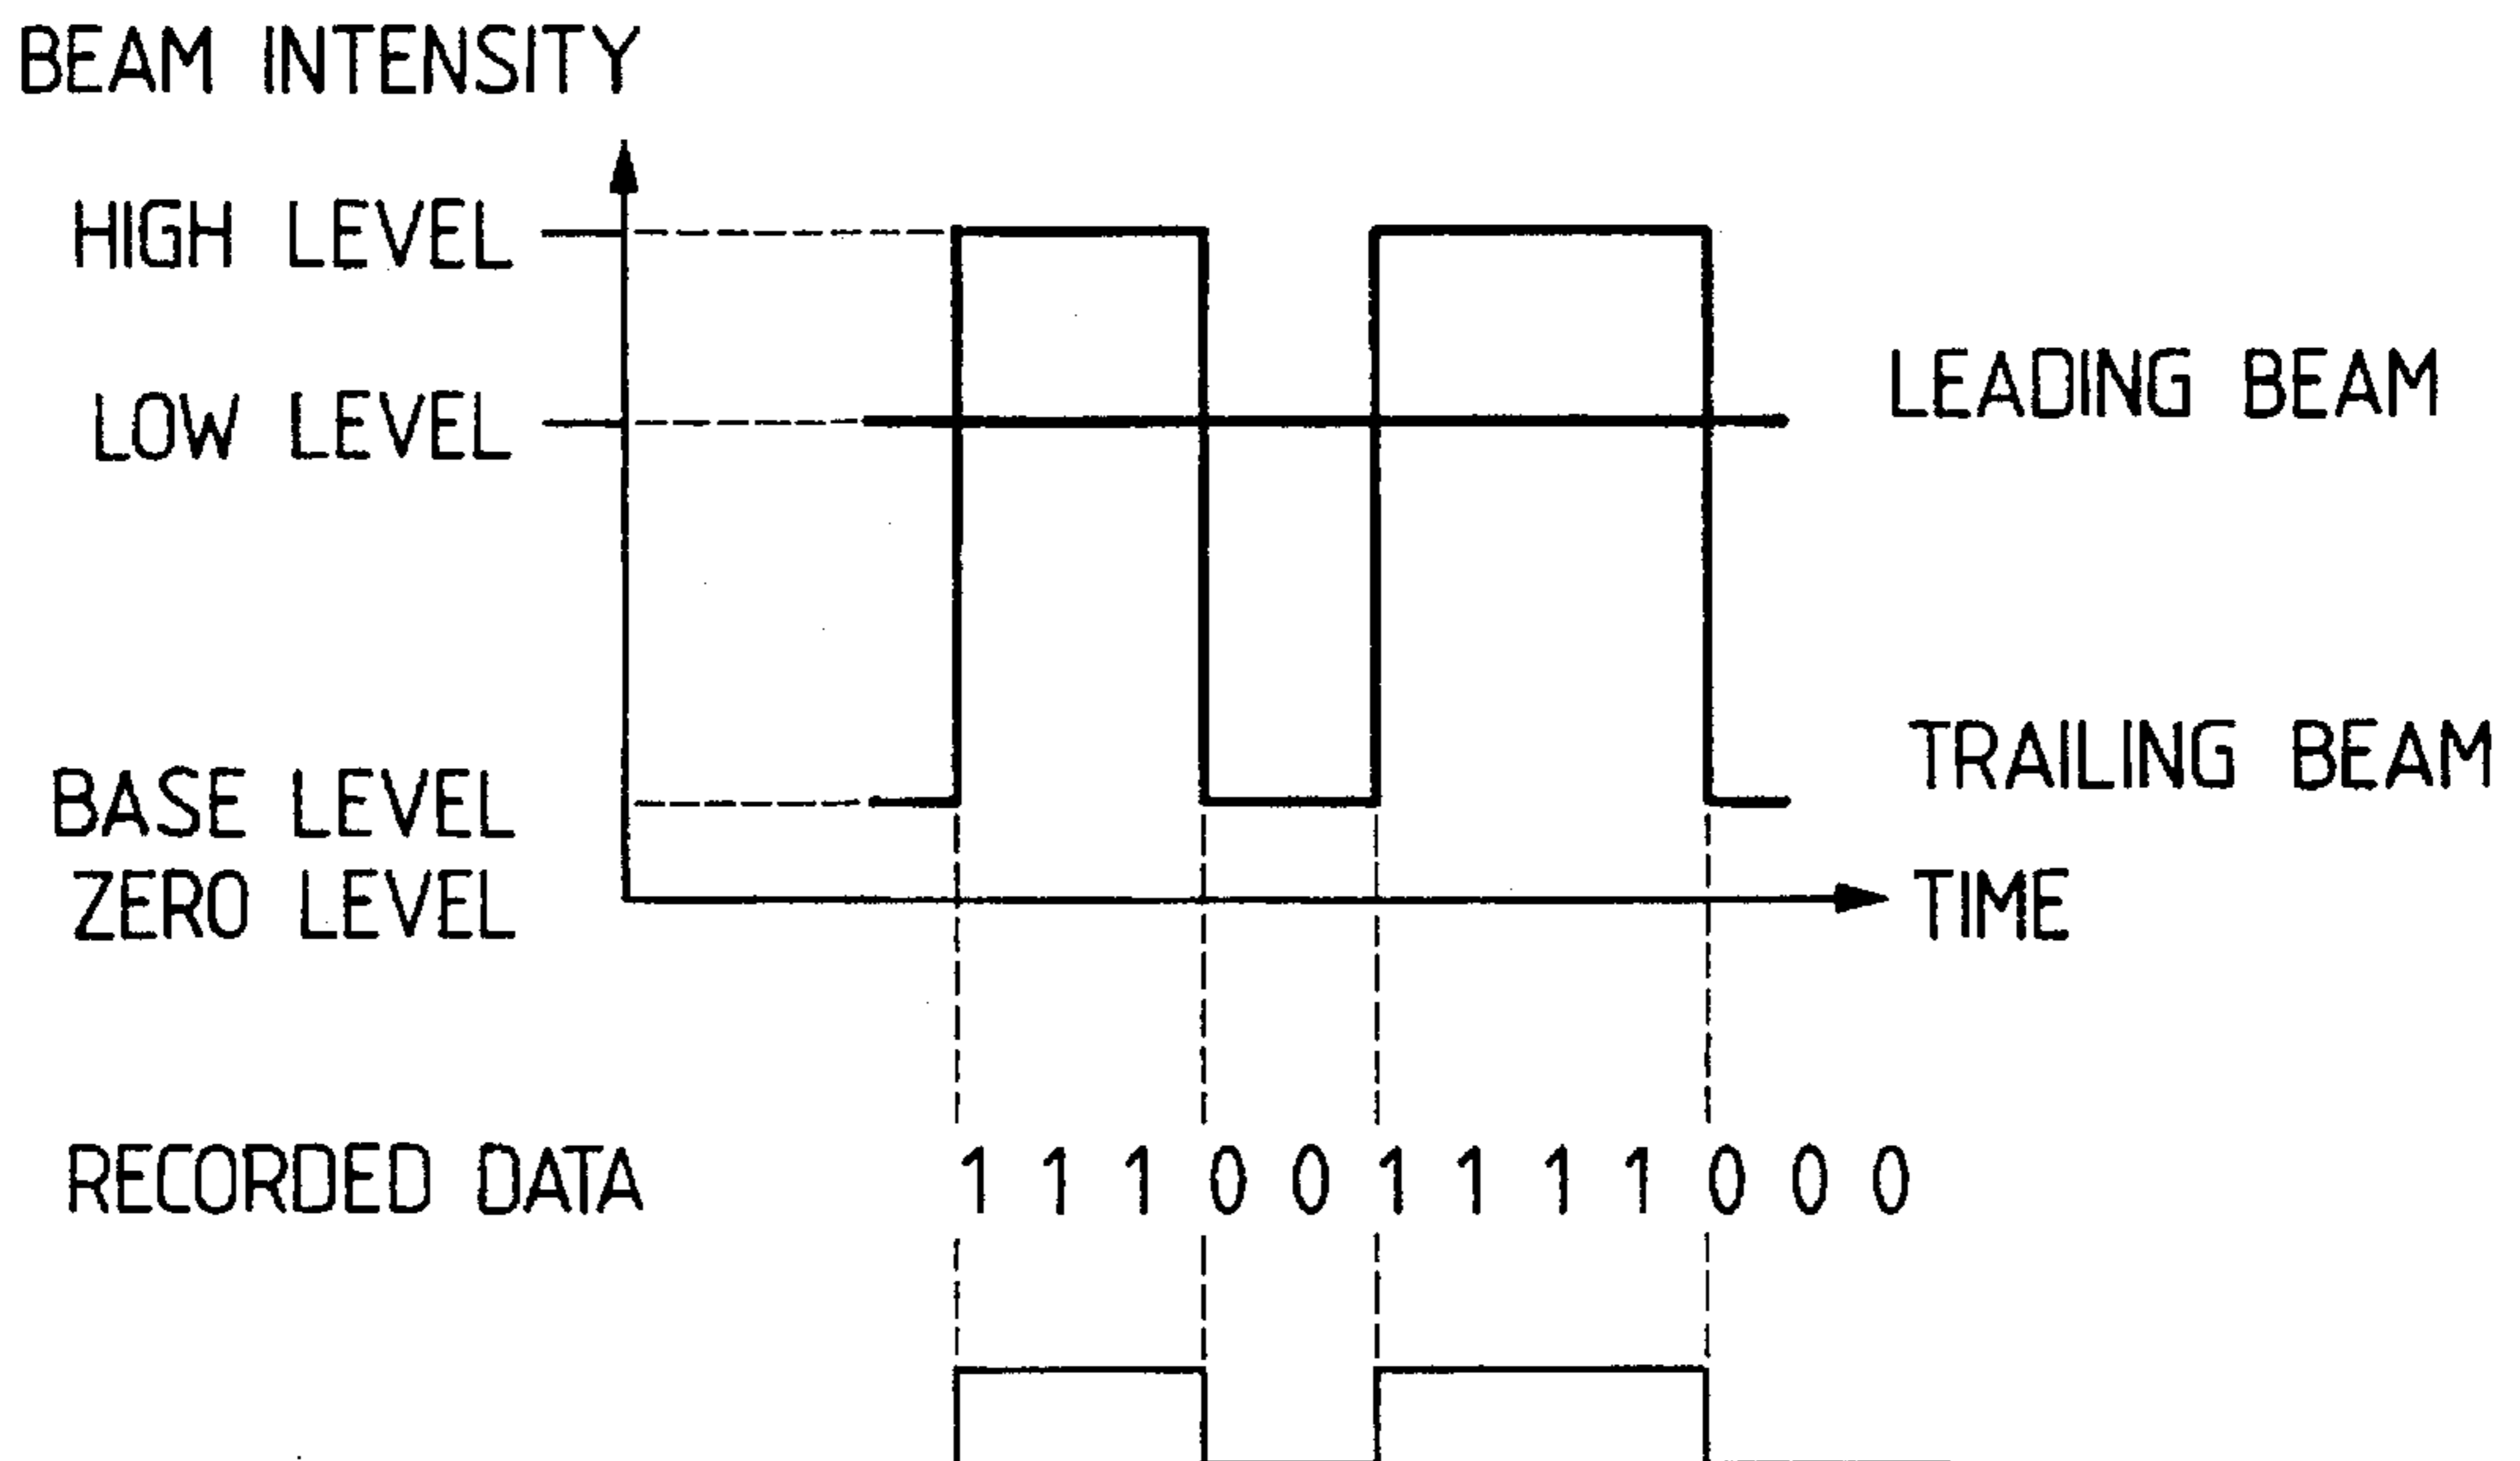 BEAM INTENSITY
HIGH LEVEL
LOW LEVEL
LEADING BEAM
TRAILING BEAM
BASE LEVEL
ZERO LEVEL
TIME
RECORDED DATA 1 1 1 0 0 1 1 1 1 0 0 0